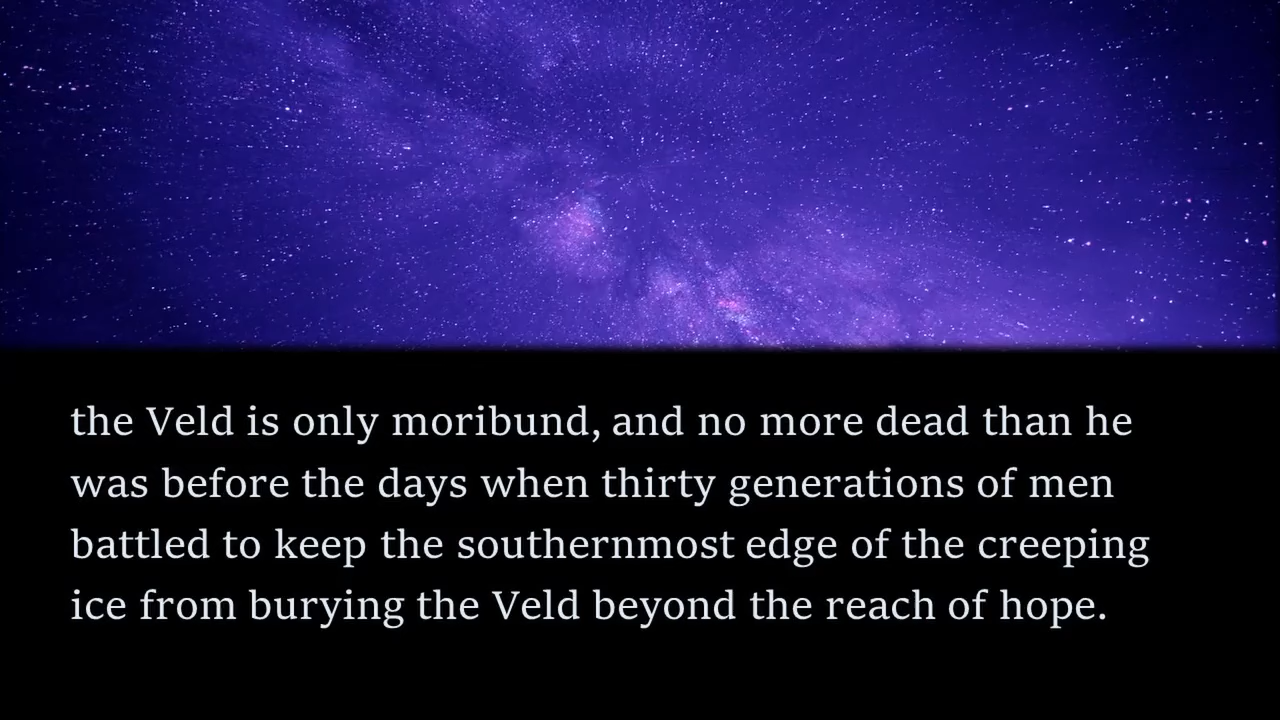 the Veld is only moribund, and no more dead than he
was before the days when thirty generations of men
battled to keep the southernmost edge of the creeping
ice from burying the Veld beyond the reach of hope.